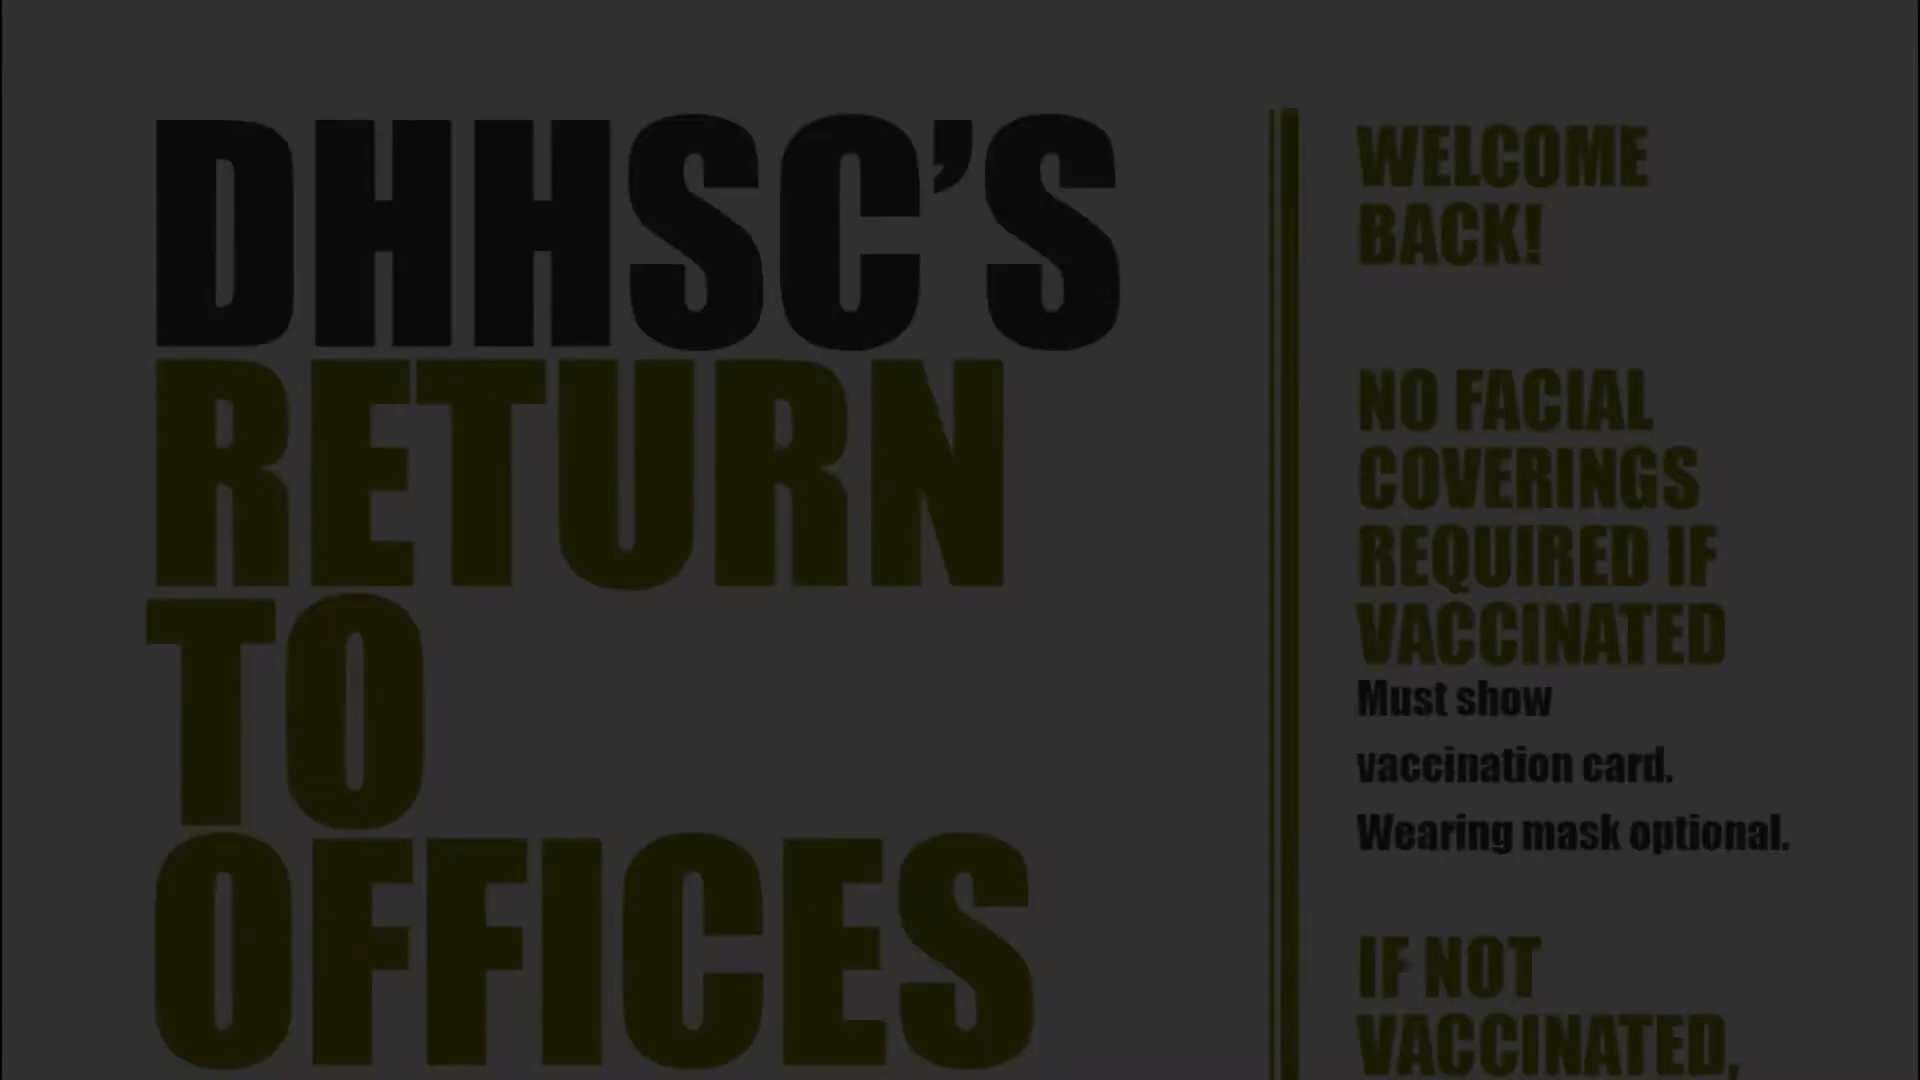 DHHSC’S
RETURN
TO
OFFICES
WELCOME
BACK!
NO FACIAL
COVERINGS
REQUIRED IF
VACCINATED
Must show
vaccination card.
Wearing mask optional.
IF NOT
VACCINATED,